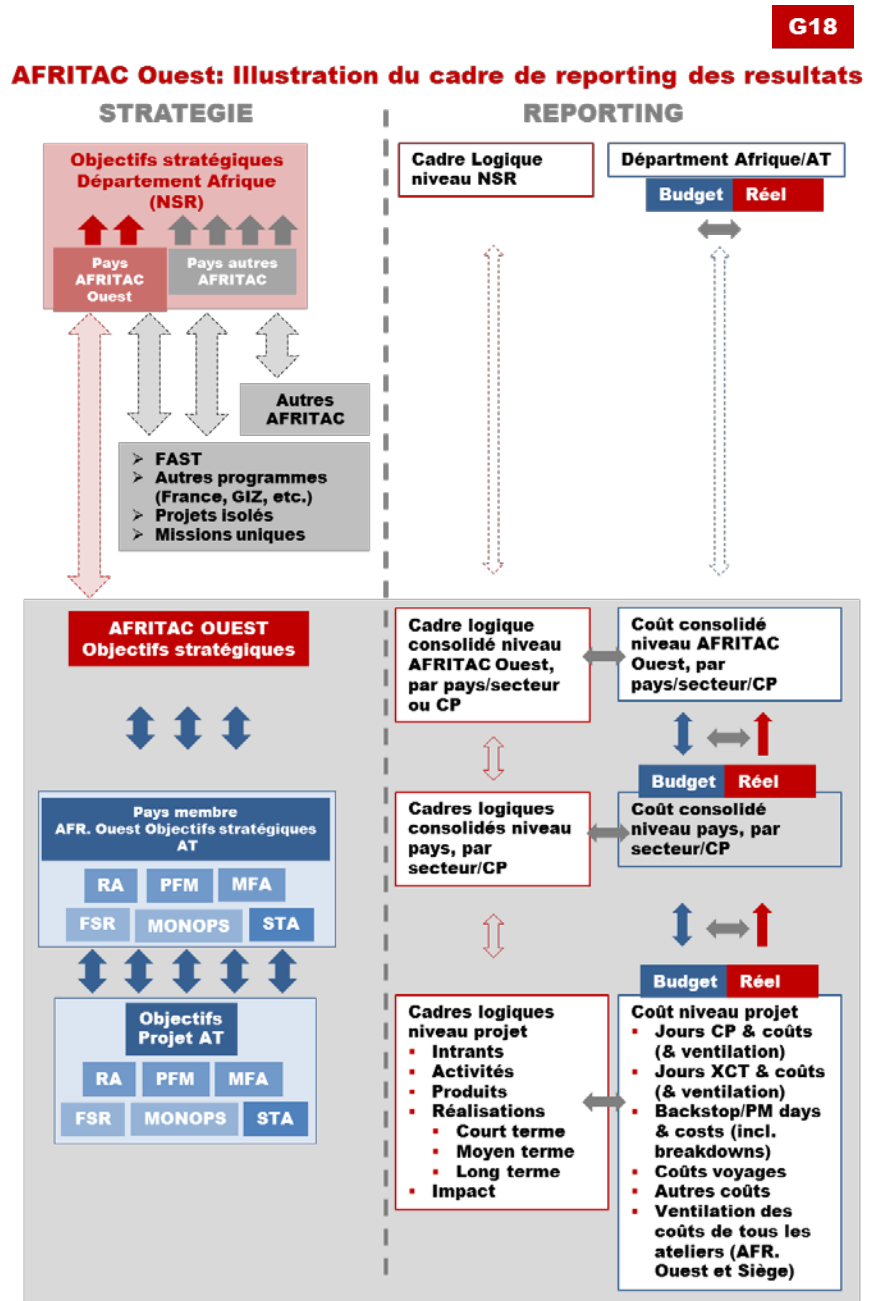 G18
AFRITAC Ouest: Illustration du cadre de reporting des resultats
STRATEGIE
REPORTING
Objectifs stratégiques
Département Afrique
(NSR)
Pays
AFRITAC
Ouest
Pays autres
AFRITAC
Cadre Logique
niveau NSR
Départment Afrique/AT
Budget
Réel
Autres
AFRITAC
➢ FAST
➢ Autres programmes
(France, GIZ, etc.)
➢ Projets isolés
➢ Missions uniques
AFRITAC OUEST
Objectifs stratégiques
Cadre logique
consolidé niveau
AFRITAC Ouest,
par pays/secteur
ou CP
Coût consolidé
niveau AFRITAC
Ouest, par
pays/secteur/CP
Pays membre
AFR. Ouest Objectifs stratégiques
AT
RA
PFM
MFA
FSR
MONOPS
STA
Cadres logiques
consolidés niveau
pays, par
secteur/CP
Budget
Réel
Coût consolidé
niveau pays, par
secteur/CP
Objectifs
Projet AT
RA
PFM
MFA
FSR
MONOPS
STA
Cadres logiques
niveau projet
▪ Intrants
▪ Activités
▪ Produits
▪ Réalisations
▪ Court terme
▪ Moyen terme
▪ Long terme
▪ Impact
Budget
Réel
Coût niveau projet
▪ Jours CP & coûts
(& ventilation)
▪ Jours XCT & coûts
(& ventilation)
▪ Backstop/PM days
& costs (incl.
breakdowns)
▪ Coûts voyages
▪ Autres coûts
▪ Ventilation des
coûts de tous les
ateliers (AFR.
Ouest et Siège)